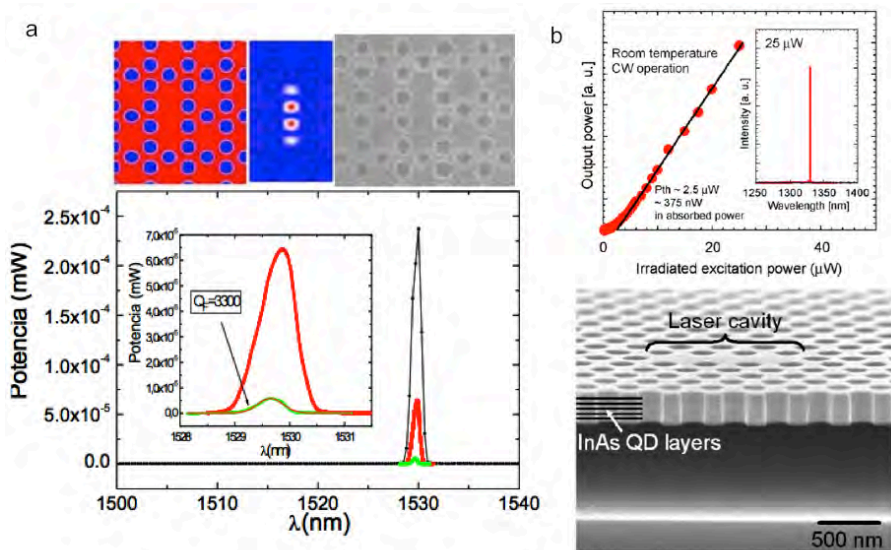 a
2.5x10⁻⁴
2.0x10⁻⁴
1.5x10⁻⁴
1.0x10⁻⁴
5.0x10⁻⁵
0.0
Potencia (mW)
1500
1510
1520
1530
1540
λ(nm)
Potencia (mW)
Q_F=3300
1528
1529
1530
1531
λ(nm)
b
Output power [a. u.]
Room temperature
CW operation
Pth ~ 2.5 μW
~ 375 nW
in absorbed power
0
20
40
Irradiated excitation power (μW)
25 μW
Intensity [a. u.]
1250
1300
1350
1400
Wavelength [nm]
Laser cavity
InAs QD layers
500 nm